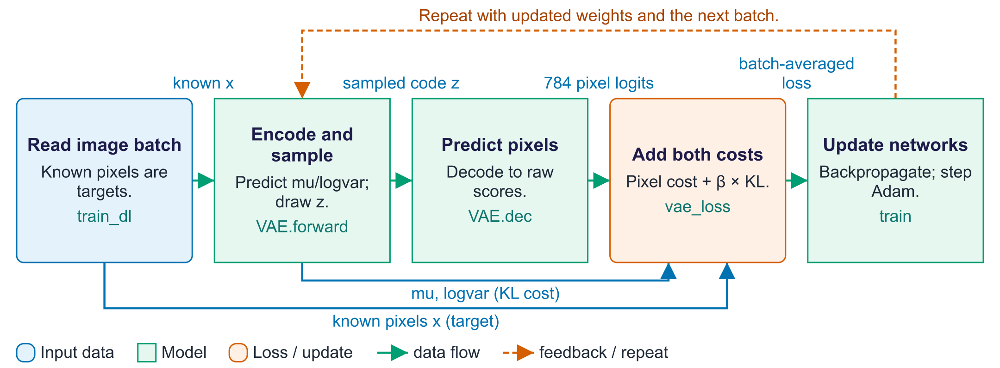 Repeat with updated weights and the next batch.
known x
sampled code z
784 pixel logits
batch-averaged
loss
Read image batch
Known pixels are
targets.
train_dl
Encode and
sample
Predict mu/logvar;
draw z.
VAE.forward
Predict pixels
Decode to raw
scores.
VAE.dec
Add both costs
Pixel cost + β × KL.
vae_loss
Update networks
Backpropagate; step
Adam.
train
mu, logvar (KL cost)
known pixels x (target)
Input data
Model
Loss / update
data flow
feedback / repeat